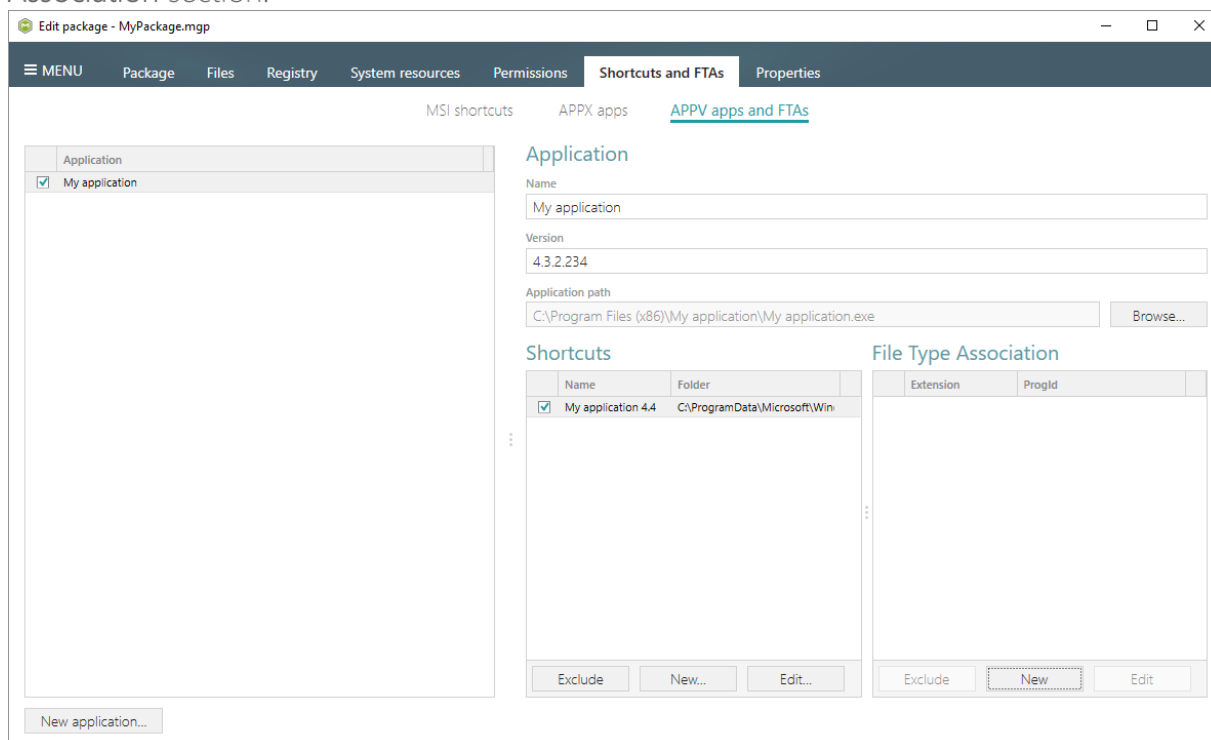 Association section.
Edit package - MyPackage.mgp
MENU Package Files Registry System resources Permissions Shortcuts and FTAs Properties
MSI shortcuts APPX apps APPV apps and FTAs
Application
My application
Application
Name
My application
Version
4.3.2.234
Application path
C:\Program Files (x86)\My application\My application.exe Browse...
Shortcuts
Name Folder
My application 4.4 C:\ProgramData\Microsoft\Win
Exclude New... Edit...
File Type Association
Extension ProgId
Exclude New Edit
New application...